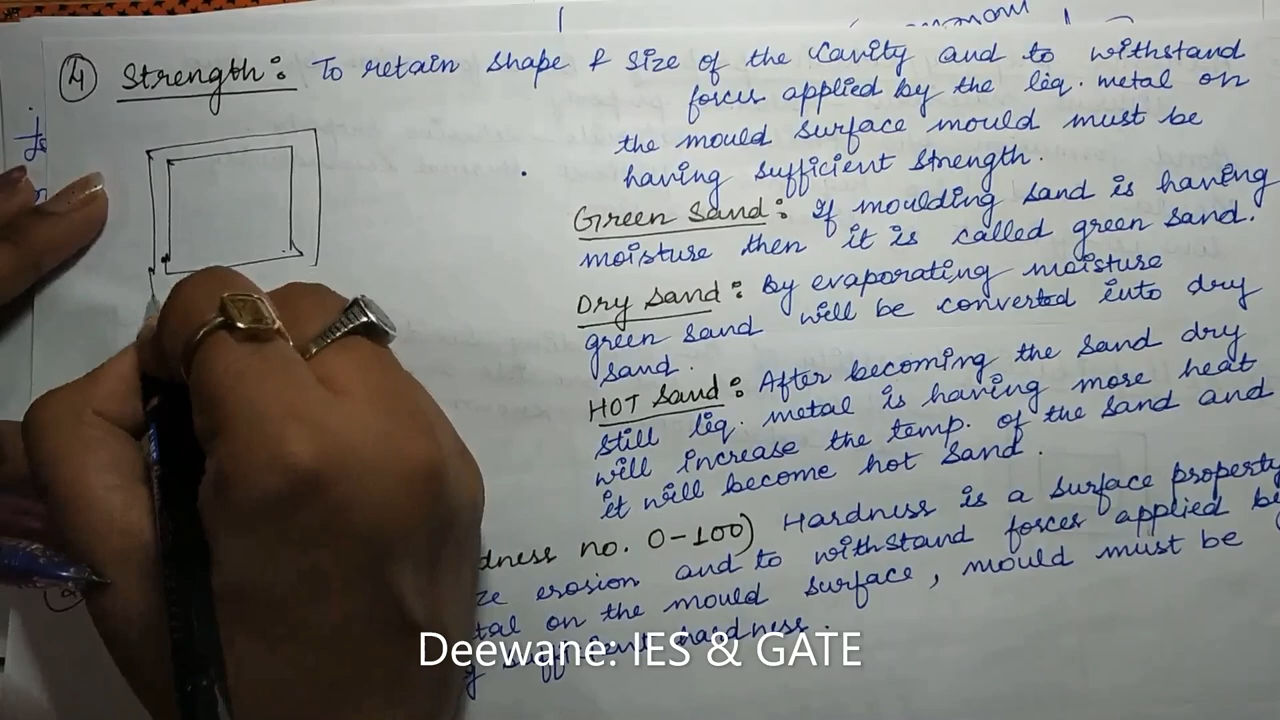 ④ Strength: To retain shape & size of the cavity and to withstand
forces applied by the liq. metal on
the mould surface mould must be
having sufficient strength.
Green Sand: If moulding sand is having
moisture then it is called green sand.
Dry Sand: By evaporating moisture
green sand will be converted into dry
sand.
HOT Sand: After becoming the sand dry
still liq. metal is having more heat
will increase the temp. of the sand and
it will become hot sand.
dness no. 0-100) Hardness is a surface property
ze erosion and to withstand forces applied by
tal on the mould surface, mould must be
g sufficient hardness.
Deewane: IES & GATE